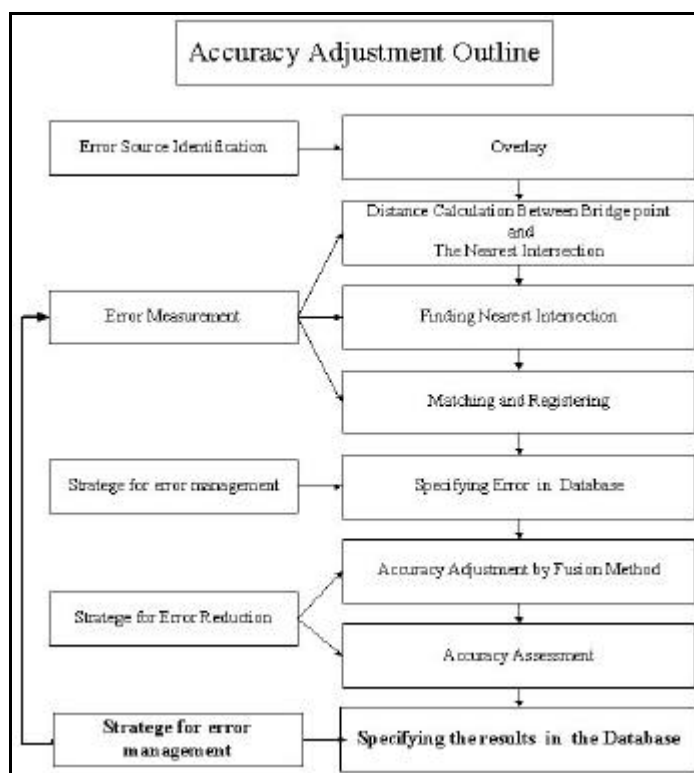 Accuracy Adjustment Outline
Error Source Identification
Overlay
Distance Calculation Between Bridge point
and
The Nearest Intersection
Error Measurement
Finding Nearest Intersection
Matching and Registering
Stratege for error management
Specifying Error in Database
Accuracy Adjustment by Fusion Method
Stratege for Error Reduction
Accuracy Assessment
Stratege for error
management
Specifying the results in the Database